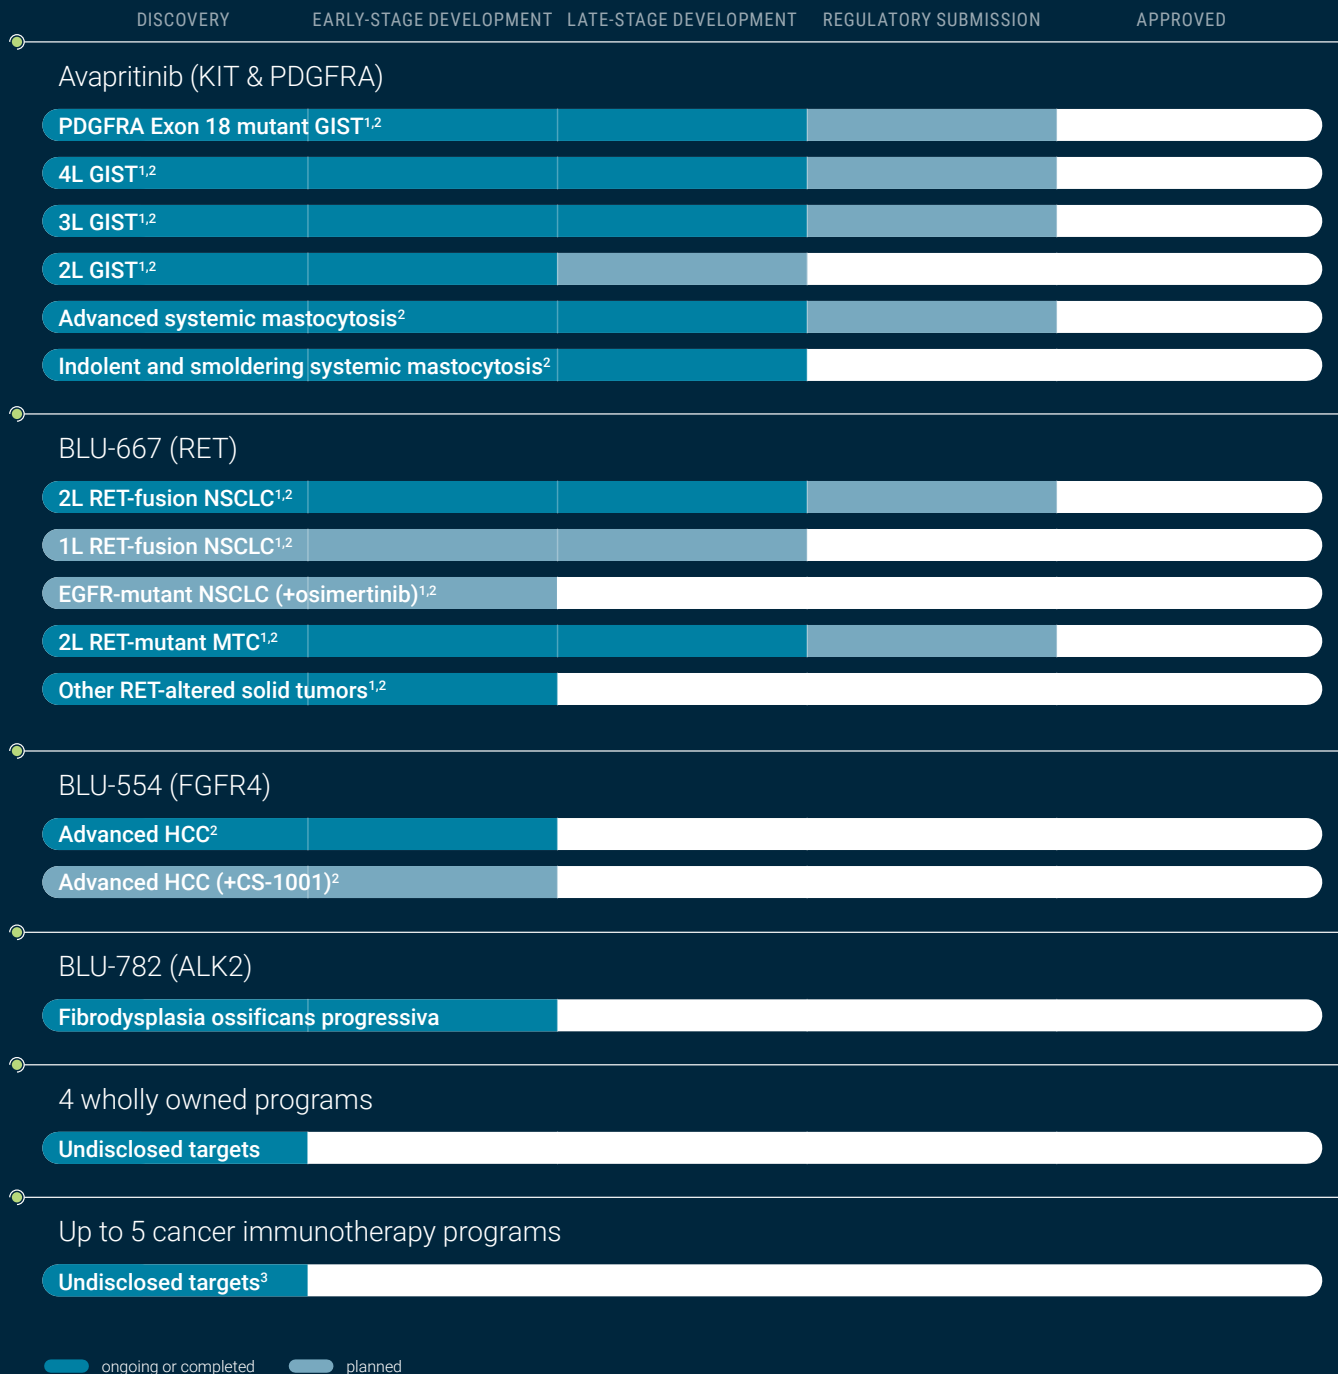 DISCOVERY EARLY-STAGE DEVELOPMENT LATE-STAGE DEVELOPMENT REGULATORY SUBMISSION APPROVED
Avapritinib (KIT & PDGFRA)
PDGFRA Exon 18 mutant GIST1,2
4L GIST1,2
3L GIST1,2
2L GIST1,2
Advanced systemic mastocytosis2
Indolent and smoldering systemic mastocytosis2
BLU-667 (RET)
2L RET-fusion NSCLC1,2
1L RET-fusion NSCLC1,2
EGFR-mutant NSCLC (+osimertinib)1,2
2L RET-mutant MTC1,2
Other RET-altered solid tumors1,2
BLU-554 (FGFR4)
Advanced HCC2
Advanced HCC (+CS-1001)2
BLU-782 (ALK2)
Fibrodysplasia ossificans progressiva
4 wholly owned programs
Undisclosed targets
Up to 5 cancer immunotherapy programs
Undisclosed targets3
ongoing or completed planned